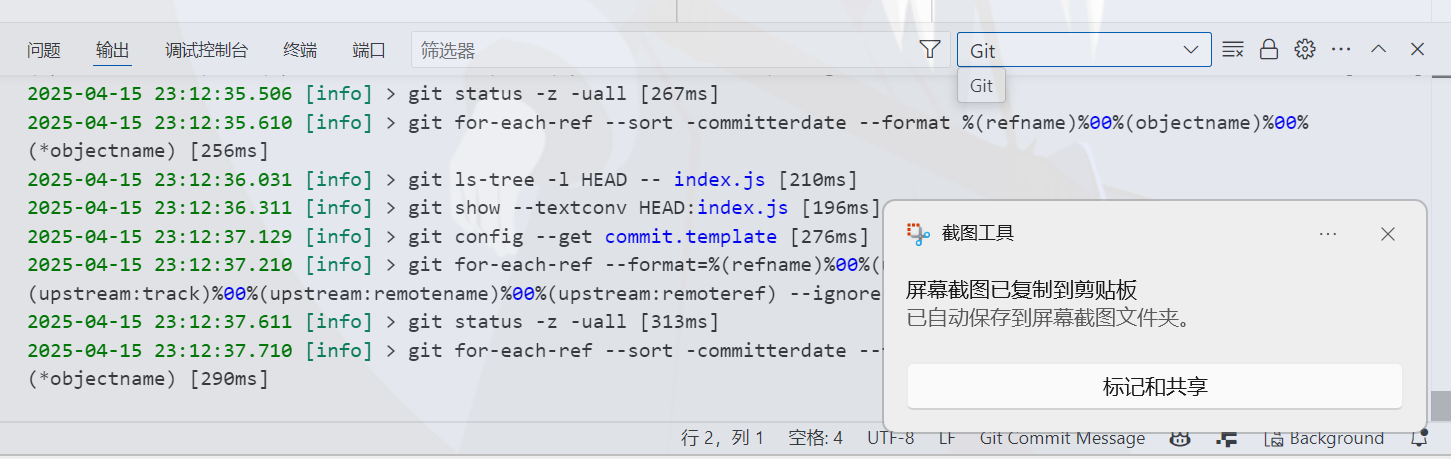 问题 输出 调试控制台 终端 端口 筛选器 Git
Git
2025-04-15 23:12:35.506 [info] > git status -z -uall [267ms]
2025-04-15 23:12:35.610 [info] > git for-each-ref --sort -committerdate --format %(refname)%00%(objectname)%00%
(*objectname) [256ms]
2025-04-15 23:12:36.031 [info] > git ls-tree -l HEAD -- index.js [210ms]
2025-04-15 23:12:36.311 [info] > git show --textconv HEAD:index.js [196ms]
2025-04-15 23:12:37.129 [info] > git config --get commit.template [276ms]
2025-04-15 23:12:37.210 [info] > git for-each-ref --format=%(refname)%00%(
(upstream:track)%00%(upstream:remotename)%00%(upstream:remoteref) --ignore
2025-04-15 23:12:37.611 [info] > git status -z -uall [313ms]
2025-04-15 23:12:37.710 [info] > git for-each-ref --sort -committerdate --
(*objectname) [290ms]
截图工具
屏幕截图已复制到剪贴板
已自动保存到屏幕截图文件夹。
标记和共享
行 2，列 1 空格: 4 UTF-8 LF Git Commit Message Background